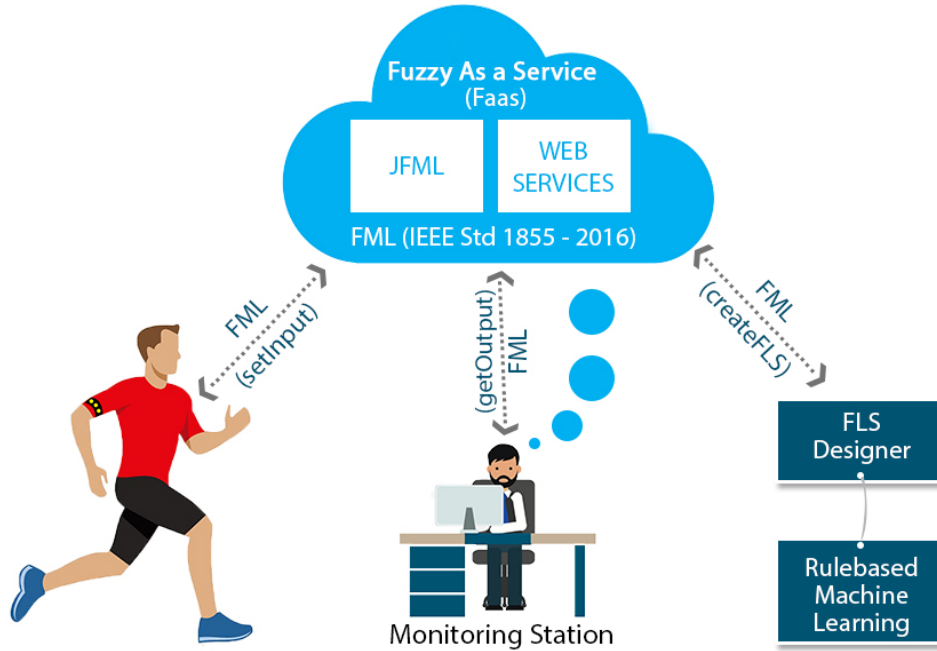 Fuzzy As a Service
(Faas)
JFML
WEB
SERVICES
FML (IEEE Std 1855 - 2016)
FML
(setInput)
(getOutput)
FML
FML
(createFLS)
FLS
Designer
Rulebased
Machine
Learning
Monitoring Station